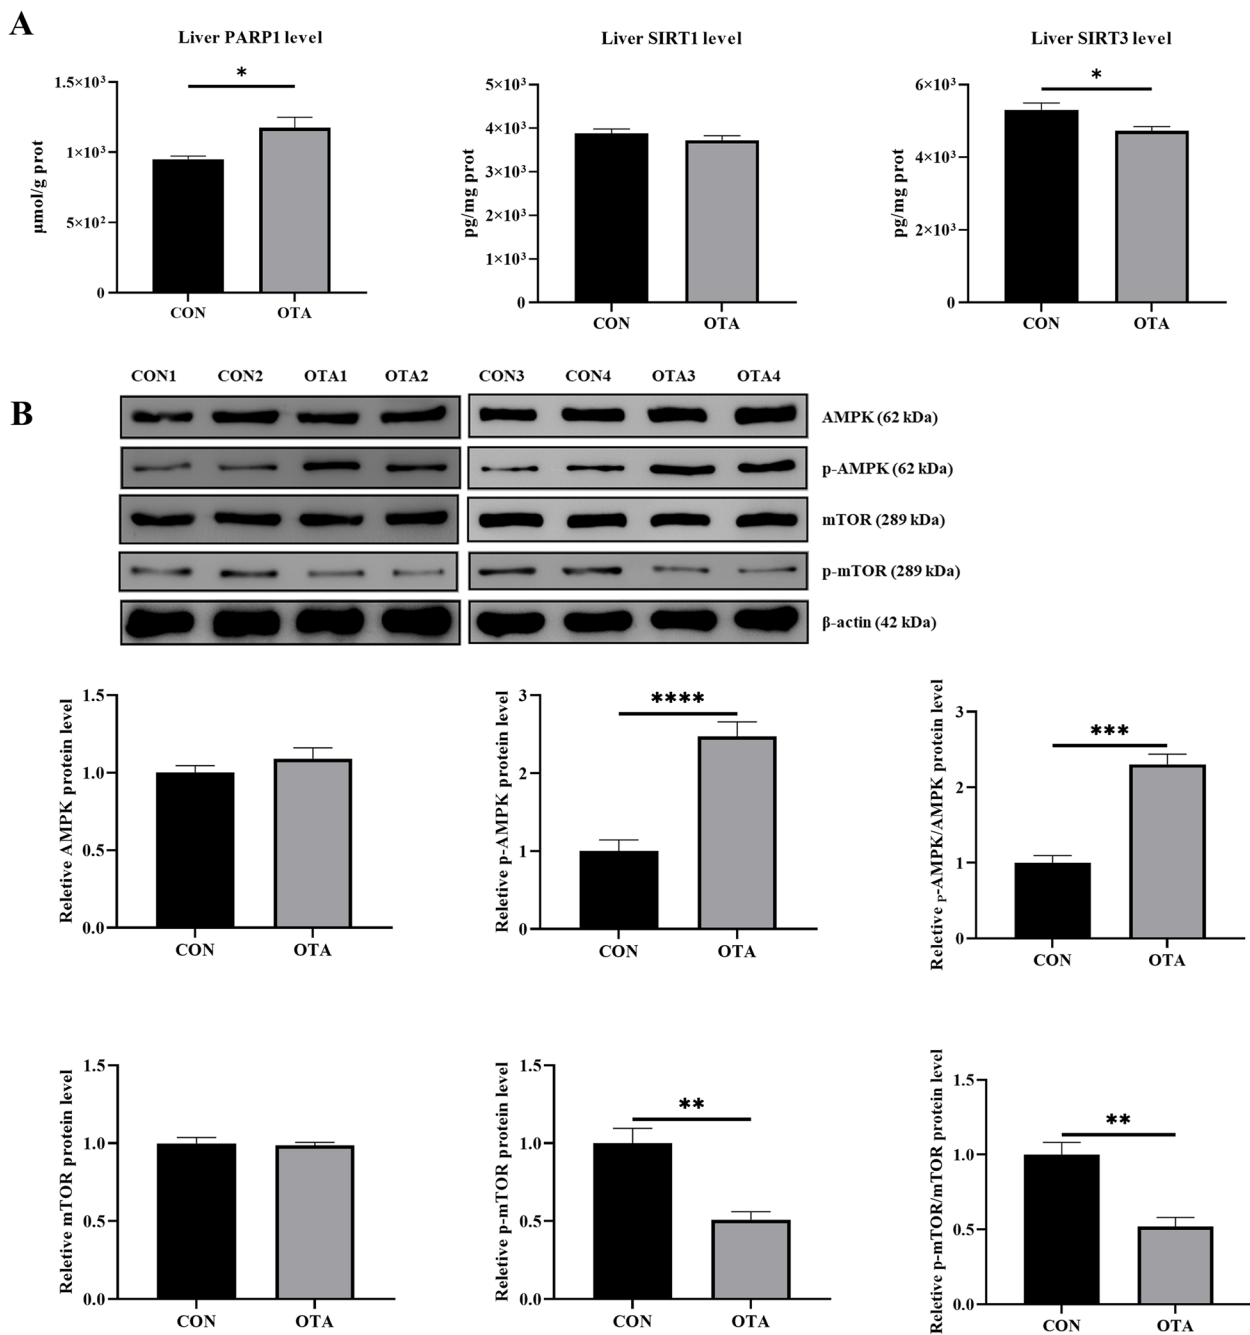 A
Liver PARP1 level
Liver SIRT1 level
Liver SIRT3 level
*
*
1.5×10³
1×10³
5×10²
0
μmol/g prot
CON
OTA
5×10³
4×10³
3×10³
2×10³
1×10³
0
pg/mg prot
CON
OTA
6×10³
4×10³
2×10³
0
pg/mg prot
CON
OTA
B
CON1 CON2 OTA1 OTA2 CON3 CON4 OTA3 OTA4
AMPK (62 kDa)
p-AMPK (62 kDa)
mTOR (289 kDa)
p-mTOR (289 kDa)
β-actin (42 kDa)
Reletive AMPK protein level
1.5
1.0
0.5
0.0
CON
OTA
Reletive p-AMPK protein level
3
2
1
0
****
CON
OTA
Reletive p-AMPK/AMPK protein level
3
2
1
0
***
CON
OTA
Reletive mTOR protein level
1.5
1.0
0.5
0.0
CON
OTA
Reletive p-mTOR protein level
1.5
1.0
0.5
0.0
**
CON
OTA
Reletive p-mTOR/mTOR protein level
1.5
1.0
0.5
0.0
**
CON
OTA